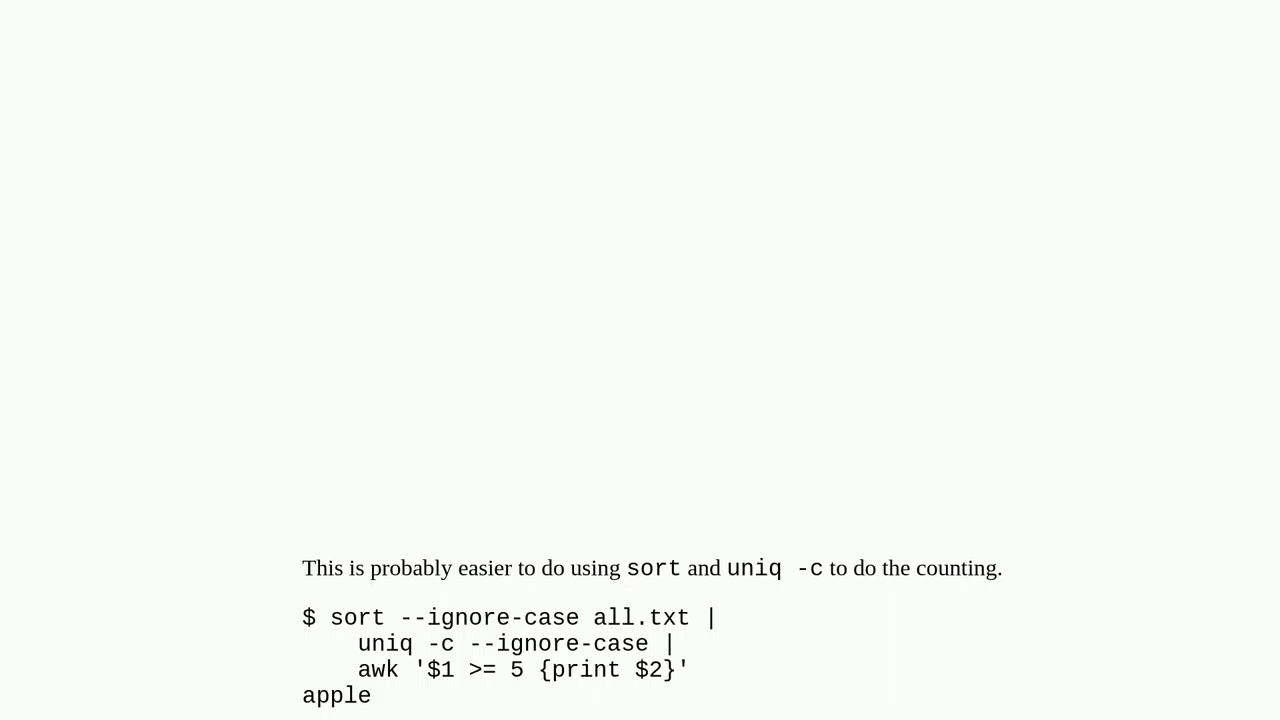 This is probably easier to do using sort and uniq -c to do the counting.
$ sort --ignore-case all.txt |
    uniq -c --ignore-case |
    awk '$1 >= 5 {print $2}'
apple